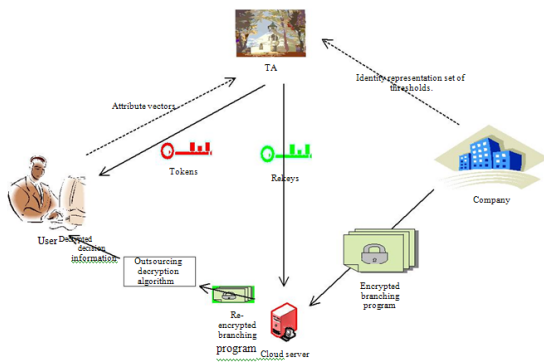 TA
Identity representation set of
thresholds.
Attribute vectors
Tokens
Rekeys
Company
User
Decrypted
decision
information
Outsourcing
decryption
algorithm
Encrypted
branching
program
Re-
encrypted
branching
program
Cloud server